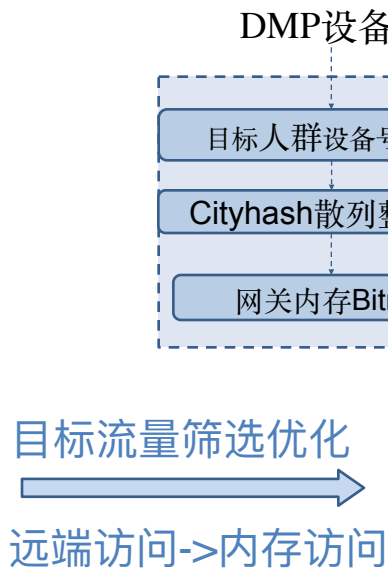 DMP设备
目标人群设备号
Cityhash散列整
网关内存Bit
目标流量筛选优化
远端访问->内存访问